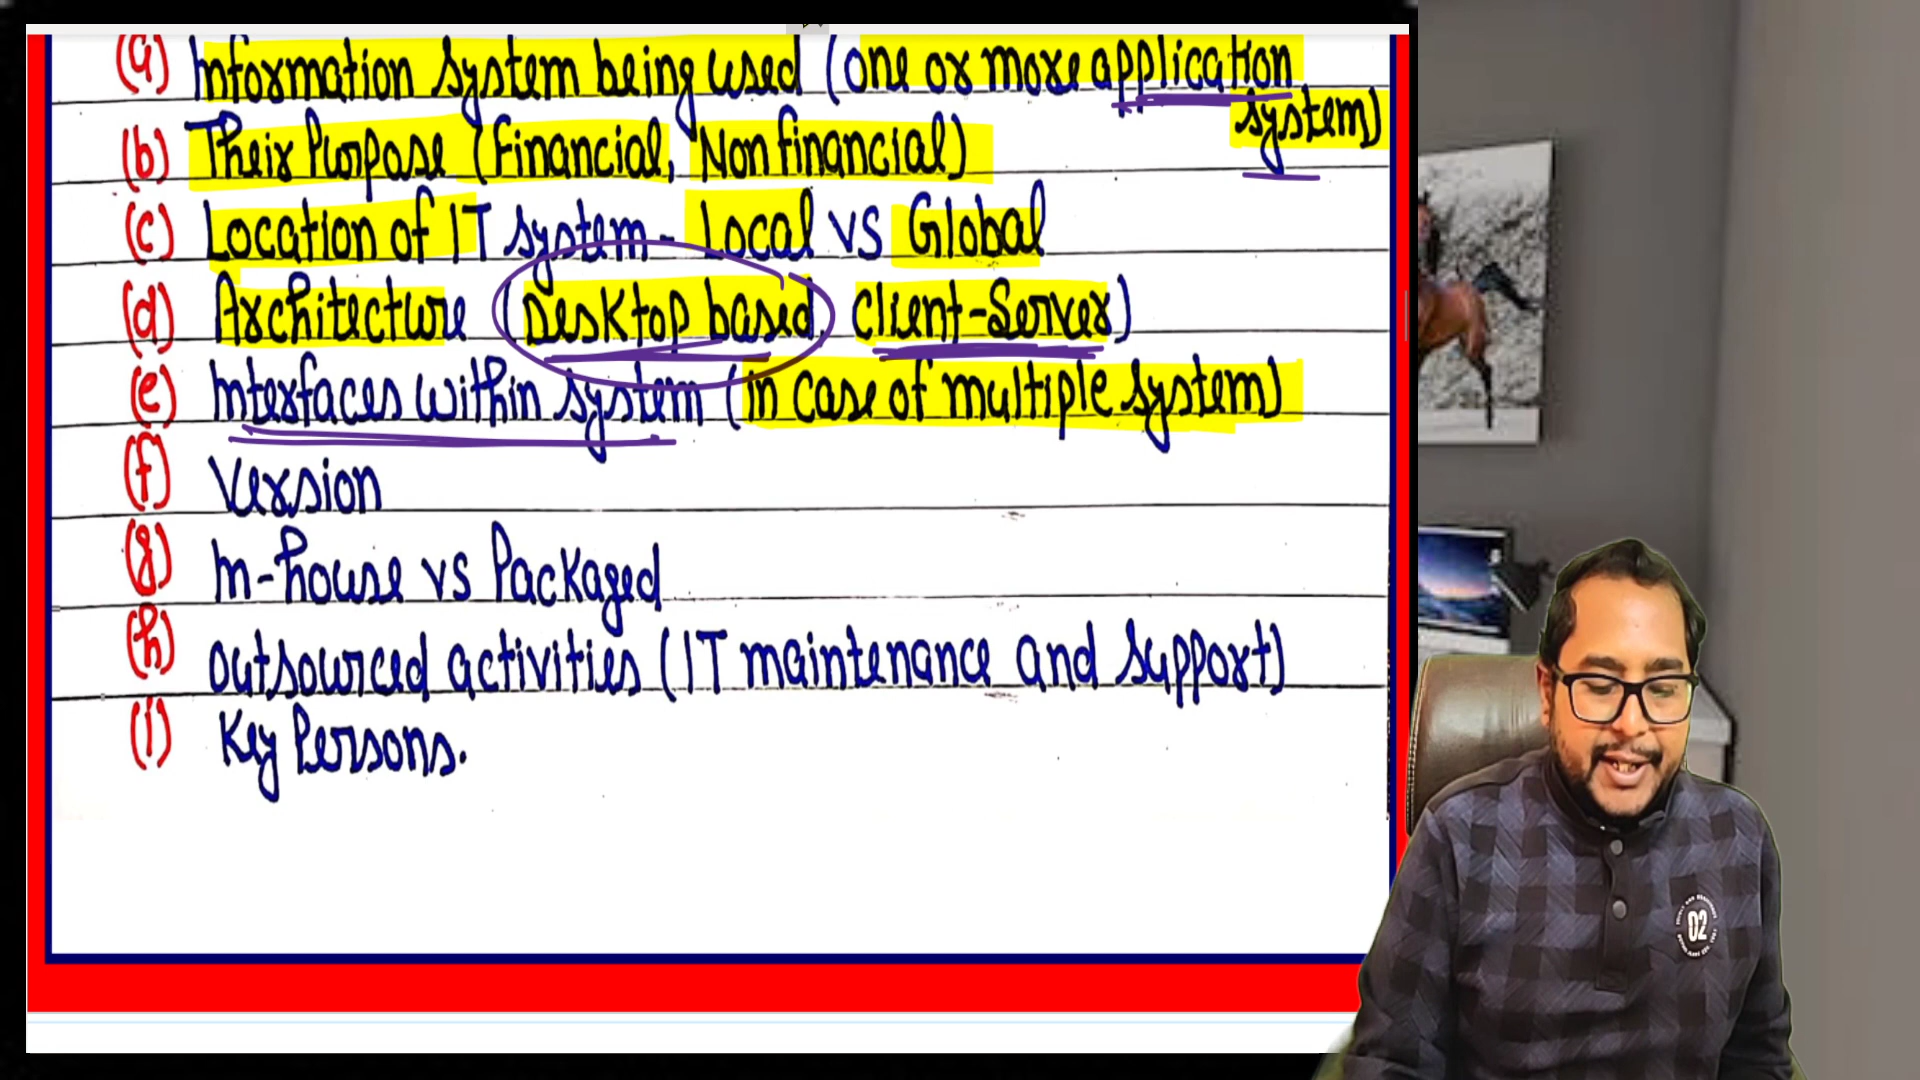 (a) Information system being used (one or more application
system)
(b) Their Purpose (Financial, Non financial)
(c) Location of IT system - Local vs Global
(d) Architecture (Desktop based, client-Server)
(e) Interfaces within system (in case of multiple system)
(f) Version
(g) In-house vs Packaged
(h) outsourced activities (IT maintenance and support)
(i) Key Persons.
02